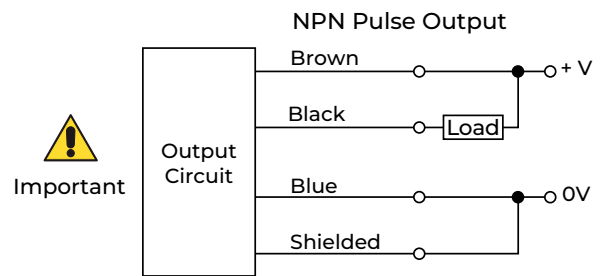 NPN Pulse Output
Brown
+ V
Black
Load
Important
Output
Circuit
Blue
0V
Shielded